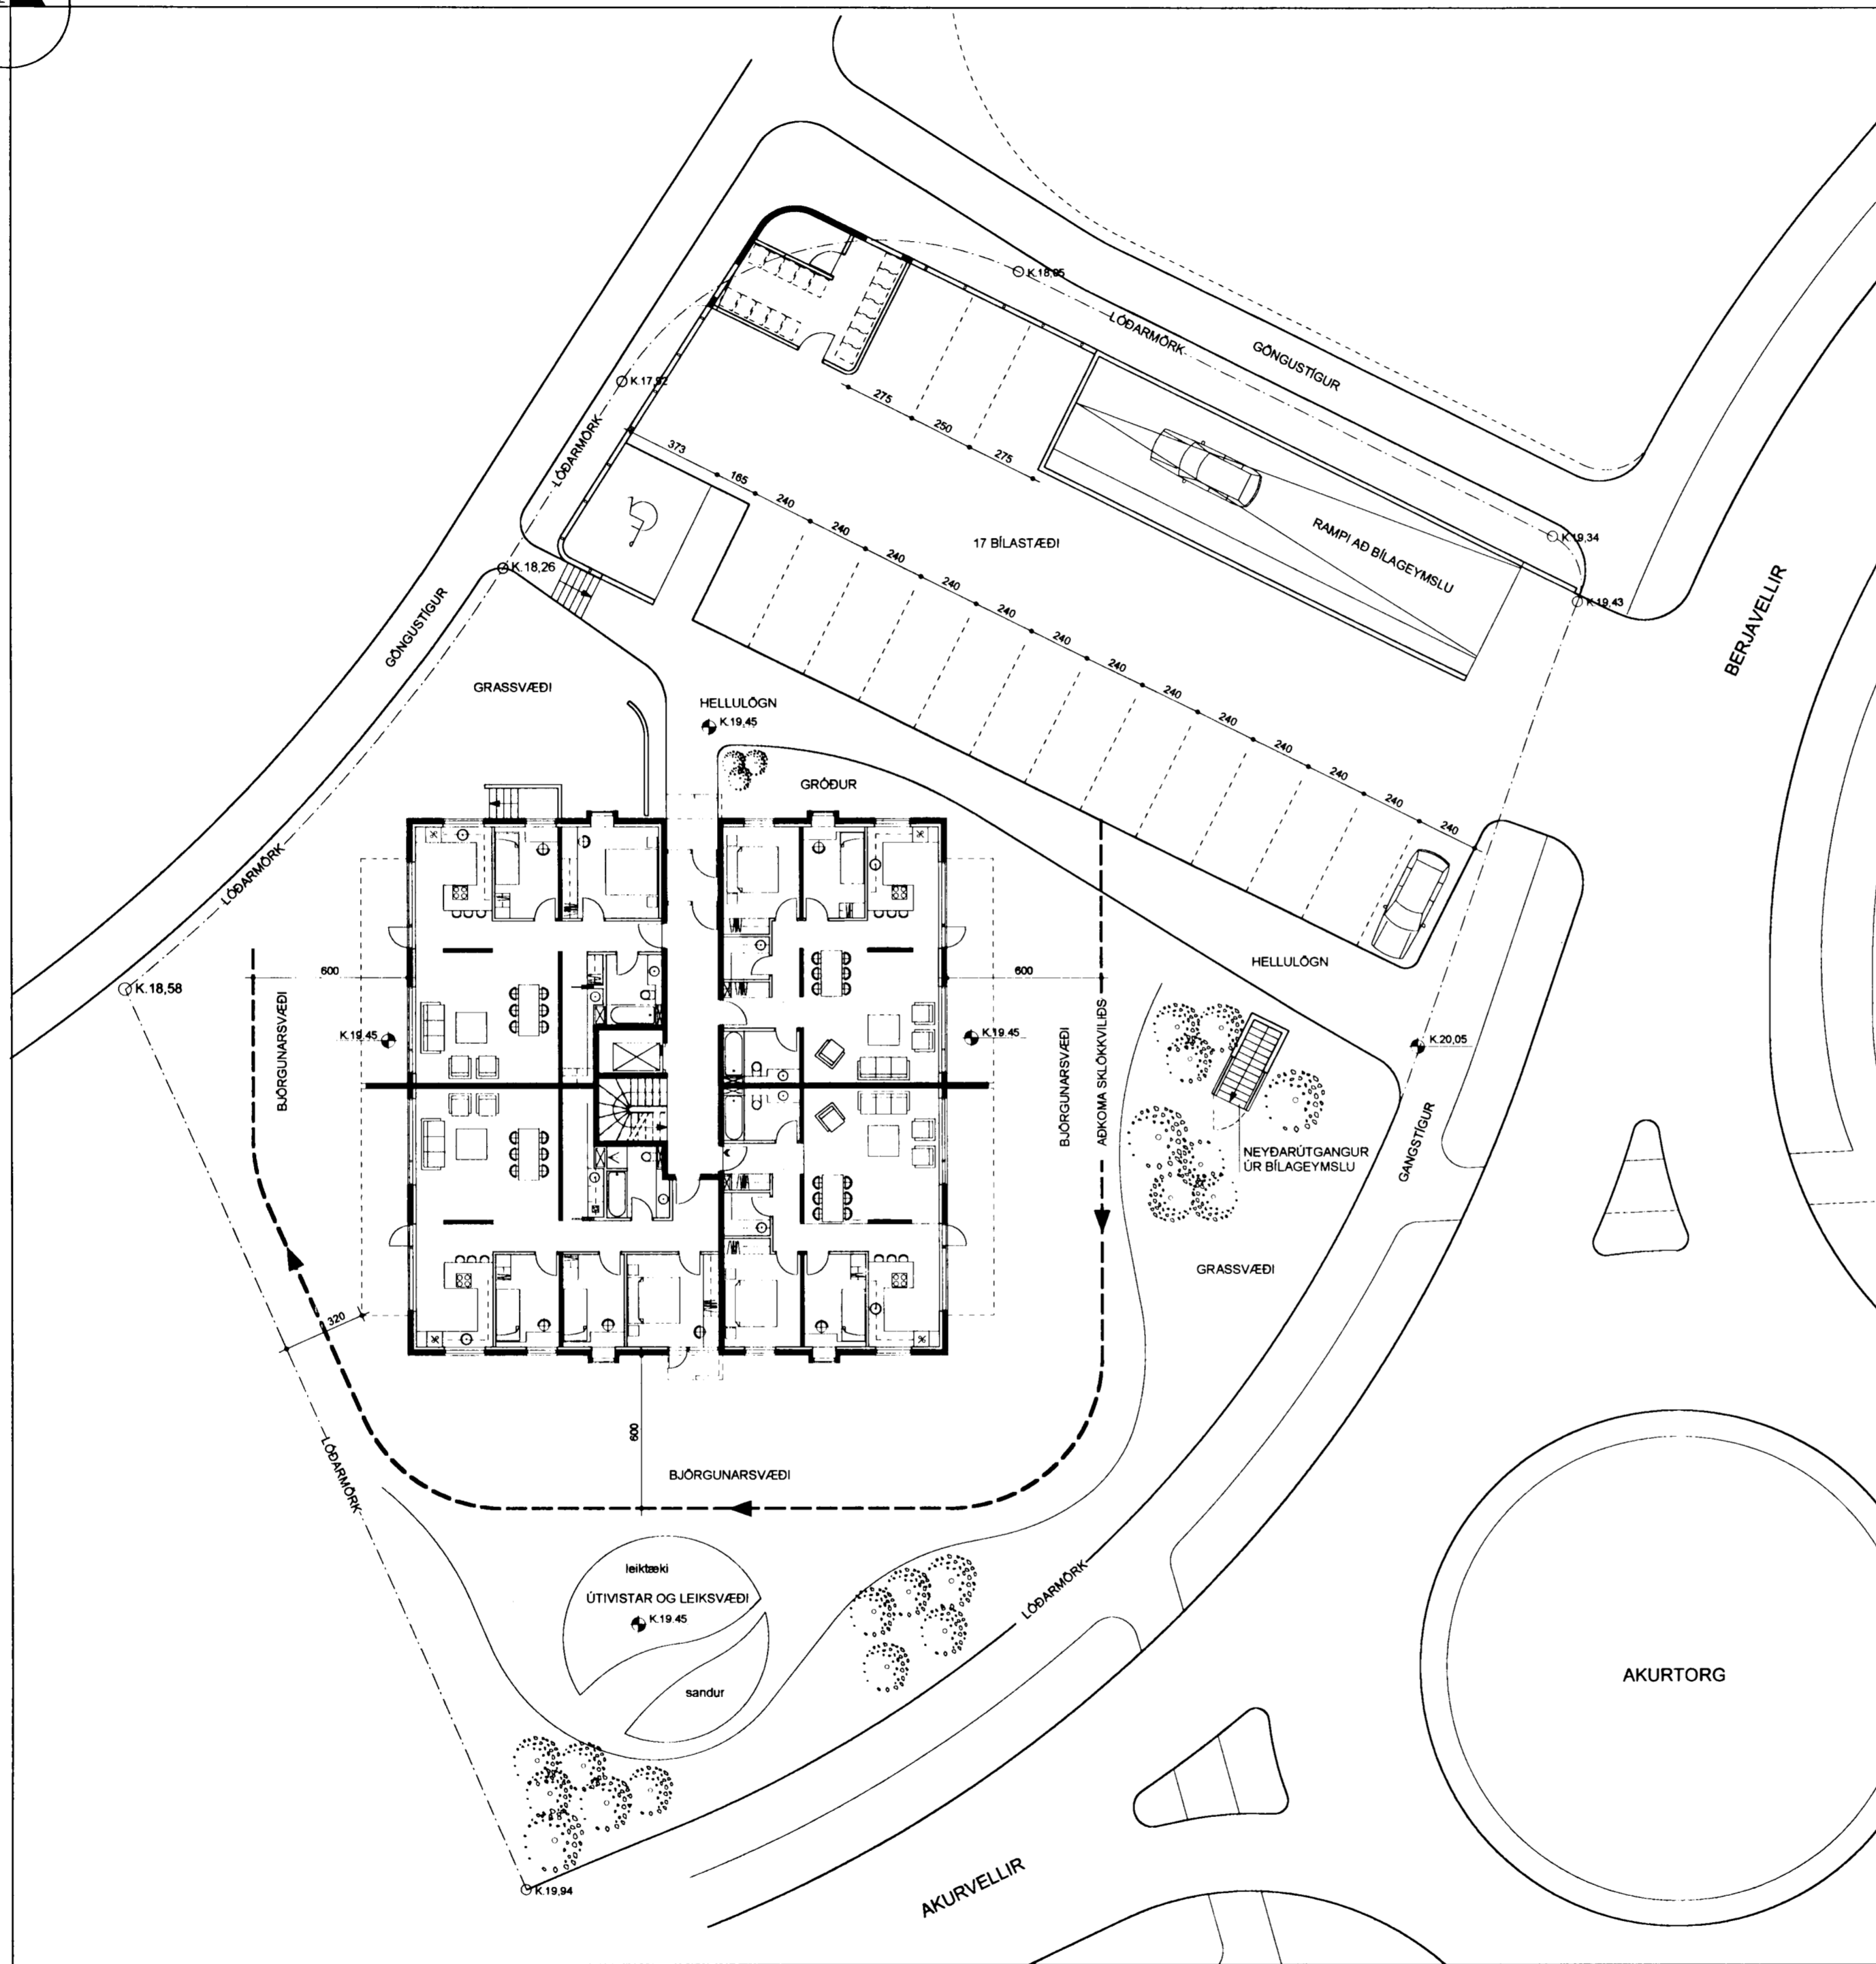 K.18,95
LÓÐARMÖRK
GÖNGUSTÍGUR
K.17,92
LÓÐARMÖRK
275
250
275
373
165
240
240
240
240
240
240
240
240
240
240
240
240
240
17 BÍLASTÆÐI
RAMPI AÐ BÍLAGEYMSLU
K.19,34
K.19,43
BERJAVELLIR
K.18,26
GÖNGUSTÍGUR
GRASSVÆÐI
HELLULÖGN
K.19,45
GRÓÐUR
LÓÐARMÖRK
K.18,58
600
BJÖRGUNARSVÆÐI
K.19,45
600
K.19.45
BJÖRGUNARSVÆÐI
AÐKOMA SKLÖKKVILIÐS
HELLULÖGN
K.20,05
GANGSTÍGUR
NEYÐARÚTGANGUR
ÚR BÍLAGEYMSLU
GRASSVÆÐI
320
600
LÓÐARMÖRK
BJÖRGUNARSVÆÐI
leiktæki
ÚTIVISTAR OG LEIKSVÆÐI
K.19.45
sandur
LÓÐARMÖRK
AKURTORG
K.19,94
AKURVELLIR